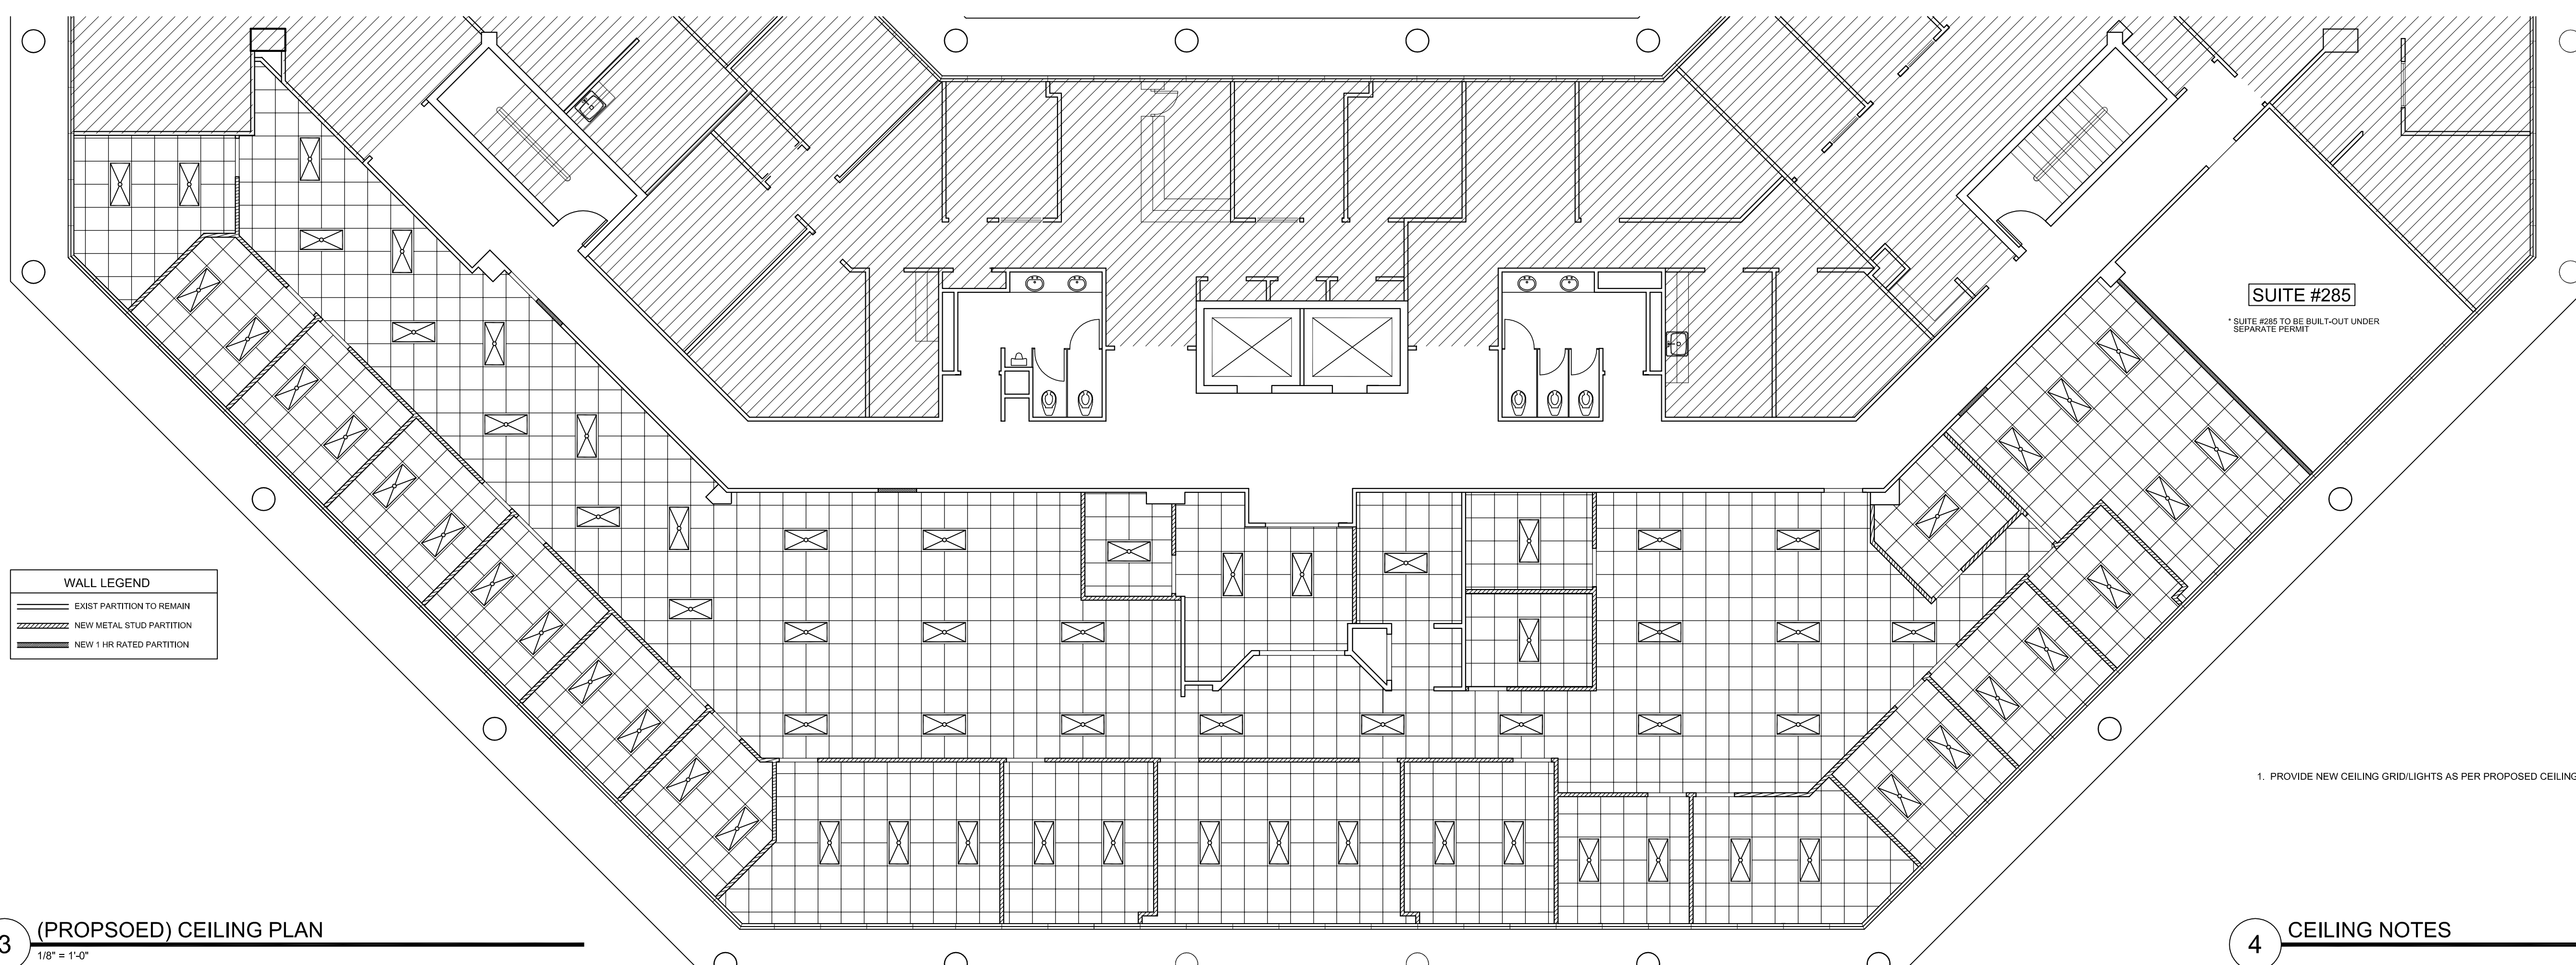 SUITE #285
* SUITE #285 TO BE BUILT-OUT UNDER
SEPARATE PERMIT
WALL LEGEND
EXIST PARTITION TO REMAIN
NEW METAL STUD PARTITION
NEW 1 HR RATED PARTITION
1. PROVIDE NEW CEILING GRID/LIGHTS AS PER PROPOSED CEILING
3 (PROPSOED) CEILING PLAN
1/8" = 1'-0"
4 CEILING NOTES